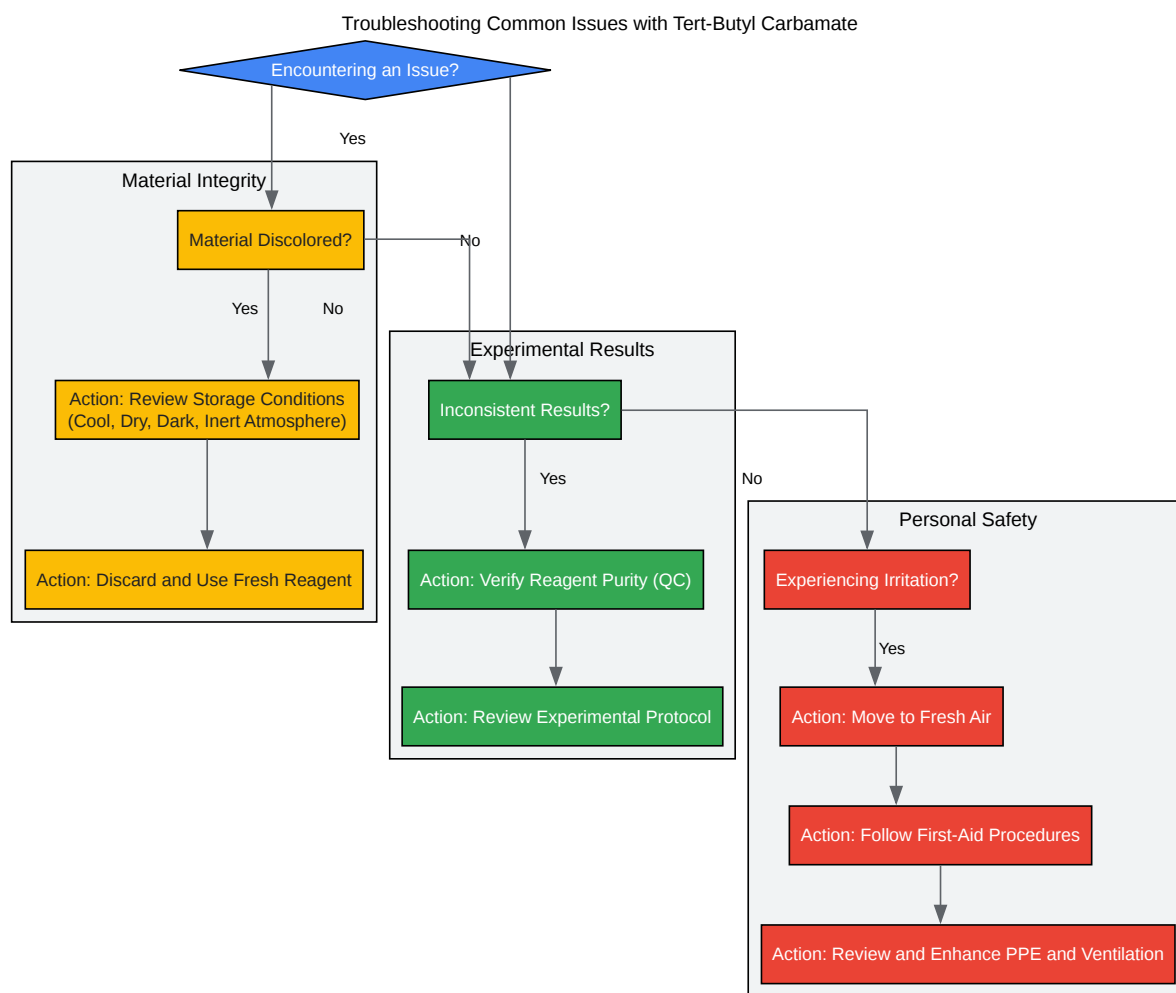 Troubleshooting Common Issues with Tert-Butyl Carbamate
Encountering an Issue?
Yes
Material Integrity
Material Discolored?
No
Yes
No
Experimental Results
Action: Review Storage Conditions
(Cool, Dry, Dark, Inert Atmosphere)
Inconsistent Results?
Yes
No
Personal Safety
Action: Discard and Use Fresh Reagent
Action: Verify Reagent Purity (QC)
Experiencing Irritation?
Yes
Action: Review Experimental Protocol
Action: Move to Fresh Air
Action: Follow First-Aid Procedures
Action: Review and Enhance PPE and Ventilation